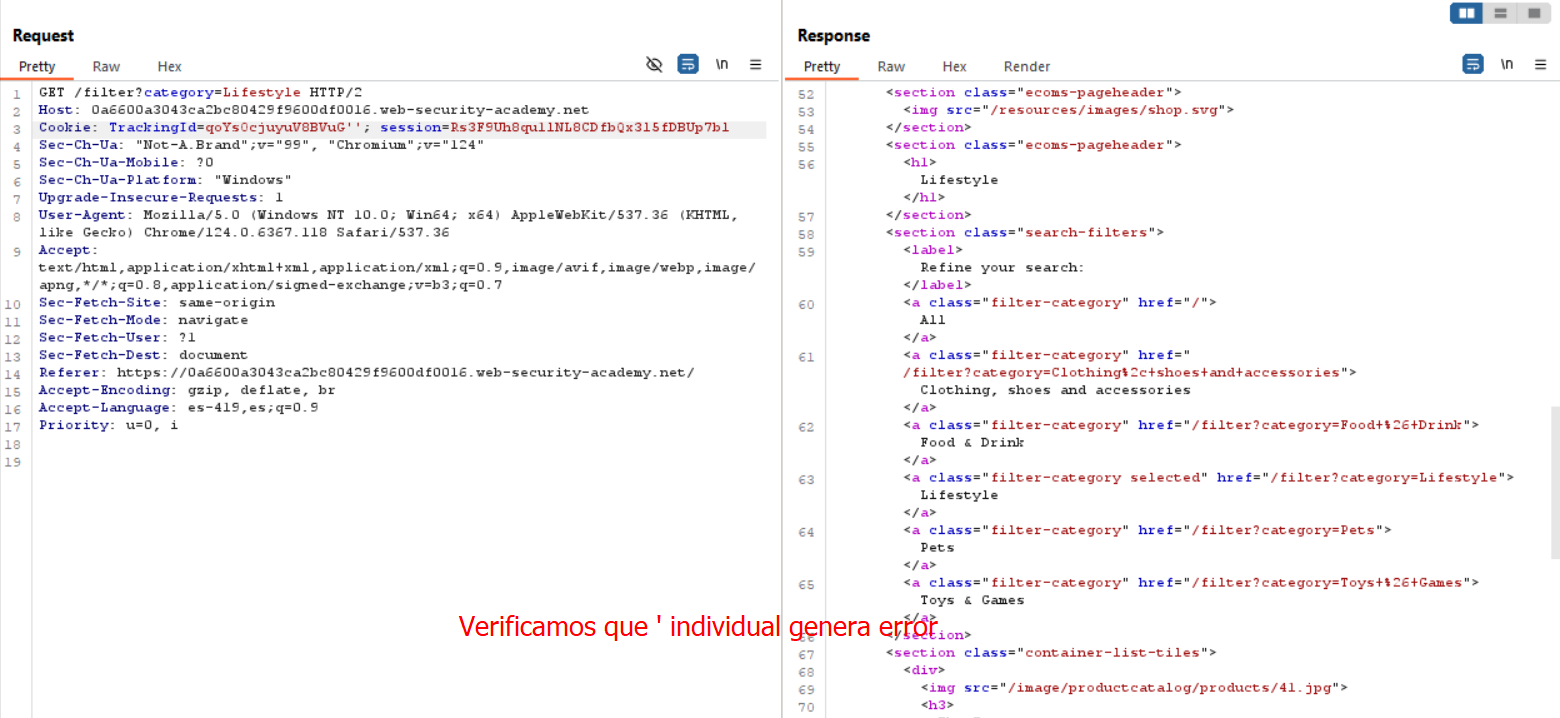 Request
Pretty Raw Hex \n
1 GET /filter?category=Lifestyle HTTP/2
2 Host: 0a6600a3043ca2bc80429f9600df0016.web-security-academy.net
3 Cookie: TrackingId=qoYs0cjuyuV8BVuG''; session=Rs3F9Uh8qul1NL8CDfbQx3l5fDBUp7bl
4 Sec-Ch-Ua: "Not-A.Brand";v="99", "Chromium";v="124"
5 Sec-Ch-Ua-Mobile: ?0
6 Sec-Ch-Ua-Platform: "Windows"
7 Upgrade-Insecure-Requests: 1
8 User-Agent: Mozilla/5.0 (Windows NT 10.0; Win64; x64) AppleWebKit/537.36 (KHTML,
like Gecko) Chrome/124.0.6367.118 Safari/537.36
9 Accept:
text/html,application/xhtml+xml,application/xml;q=0.9,image/avif,image/webp,image/
apng,*/*;q=0.8,application/signed-exchange;v=b3;q=0.7
10 Sec-Fetch-Site: same-origin
11 Sec-Fetch-Mode: navigate
12 Sec-Fetch-User: ?1
13 Sec-Fetch-Dest: document
14 Referer: https://0a6600a3043ca2bc80429f9600df0016.web-security-academy.net/
15 Accept-Encoding: gzip, deflate, br
16 Accept-Language: es-419,es;q=0.9
17 Priority: u=0, i
18
19
Response
Pretty Raw Hex Render \n
52 <section class="ecoms-pageheader">
53 <img src="/resources/images/shop.svg">
54 </section>
55 <section class="ecoms-pageheader">
56 <h1>
Lifestyle
</h1>
57 </section>
58 <section class="search-filters">
59 <label>
Refine your search:
</label>
60 <a class="filter-category" href="/">
All
</a>
61 <a class="filter-category" href="
/filter?category=Clothing%2c+shoes+and+accessories">
Clothing, shoes and accessories
</a>
62 <a class="filter-category" href="/filter?category=Food+%26+Drink">
Food & Drink
</a>
63 <a class="filter-category selected" href="/filter?category=Lifestyle">
Lifestyle
</a>
64 <a class="filter-category" href="/filter?category=Pets">
Pets
</a>
65 <a class="filter-category" href="/filter?category=Toys+%26+Games">
Toys & Games
</a>
66 </section>
67 <section class="container-list-tiles">
68 <div>
69 <img src="/image/productcatalog/products/41.jpg">
70 <h3>
Verificamos que ' individual genera error